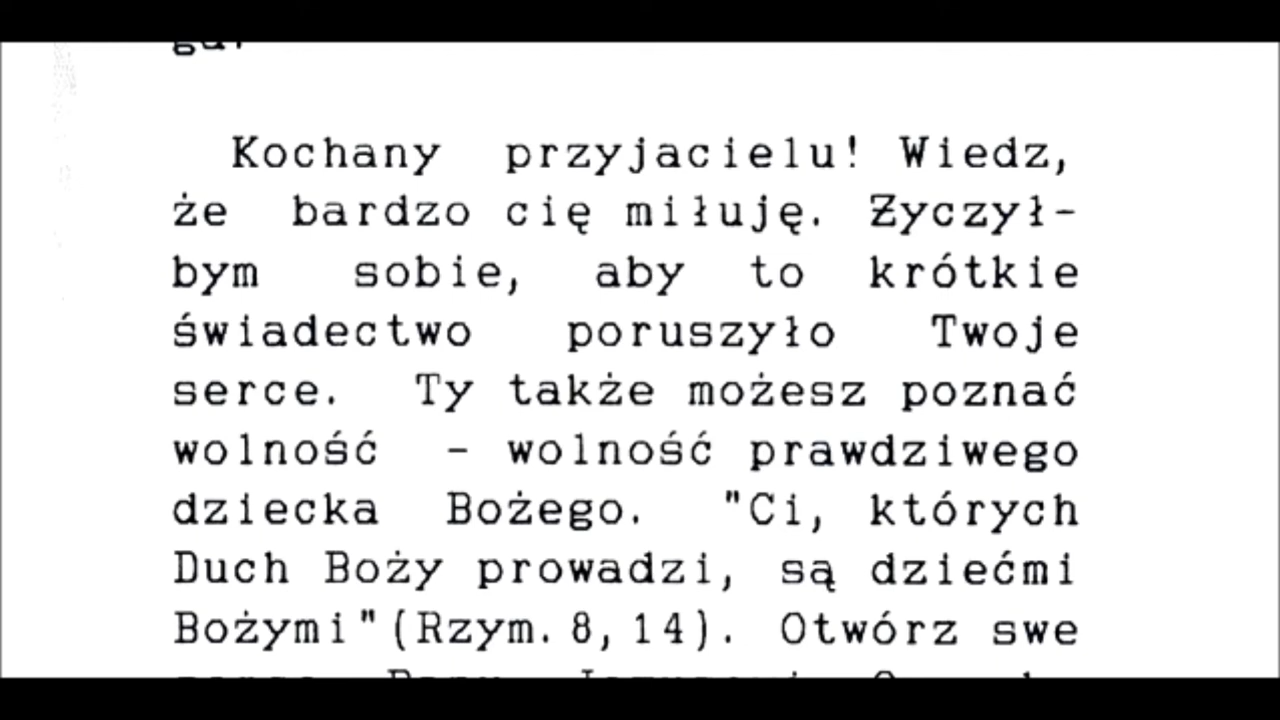 Kochany przyjacielu! Wiedz,
że bardzo cię miłuję. Życzył-
bym sobie, aby to krótkie
świadectwo poruszyło Twoje
serce. Ty także możesz poznać
wolność - wolność prawdziwego
dziecka Bożego. "Ci, których
Duch Boży prowadzi, są dziećmi
Bożymi"(Rzym. 8,14). Otwórz swe